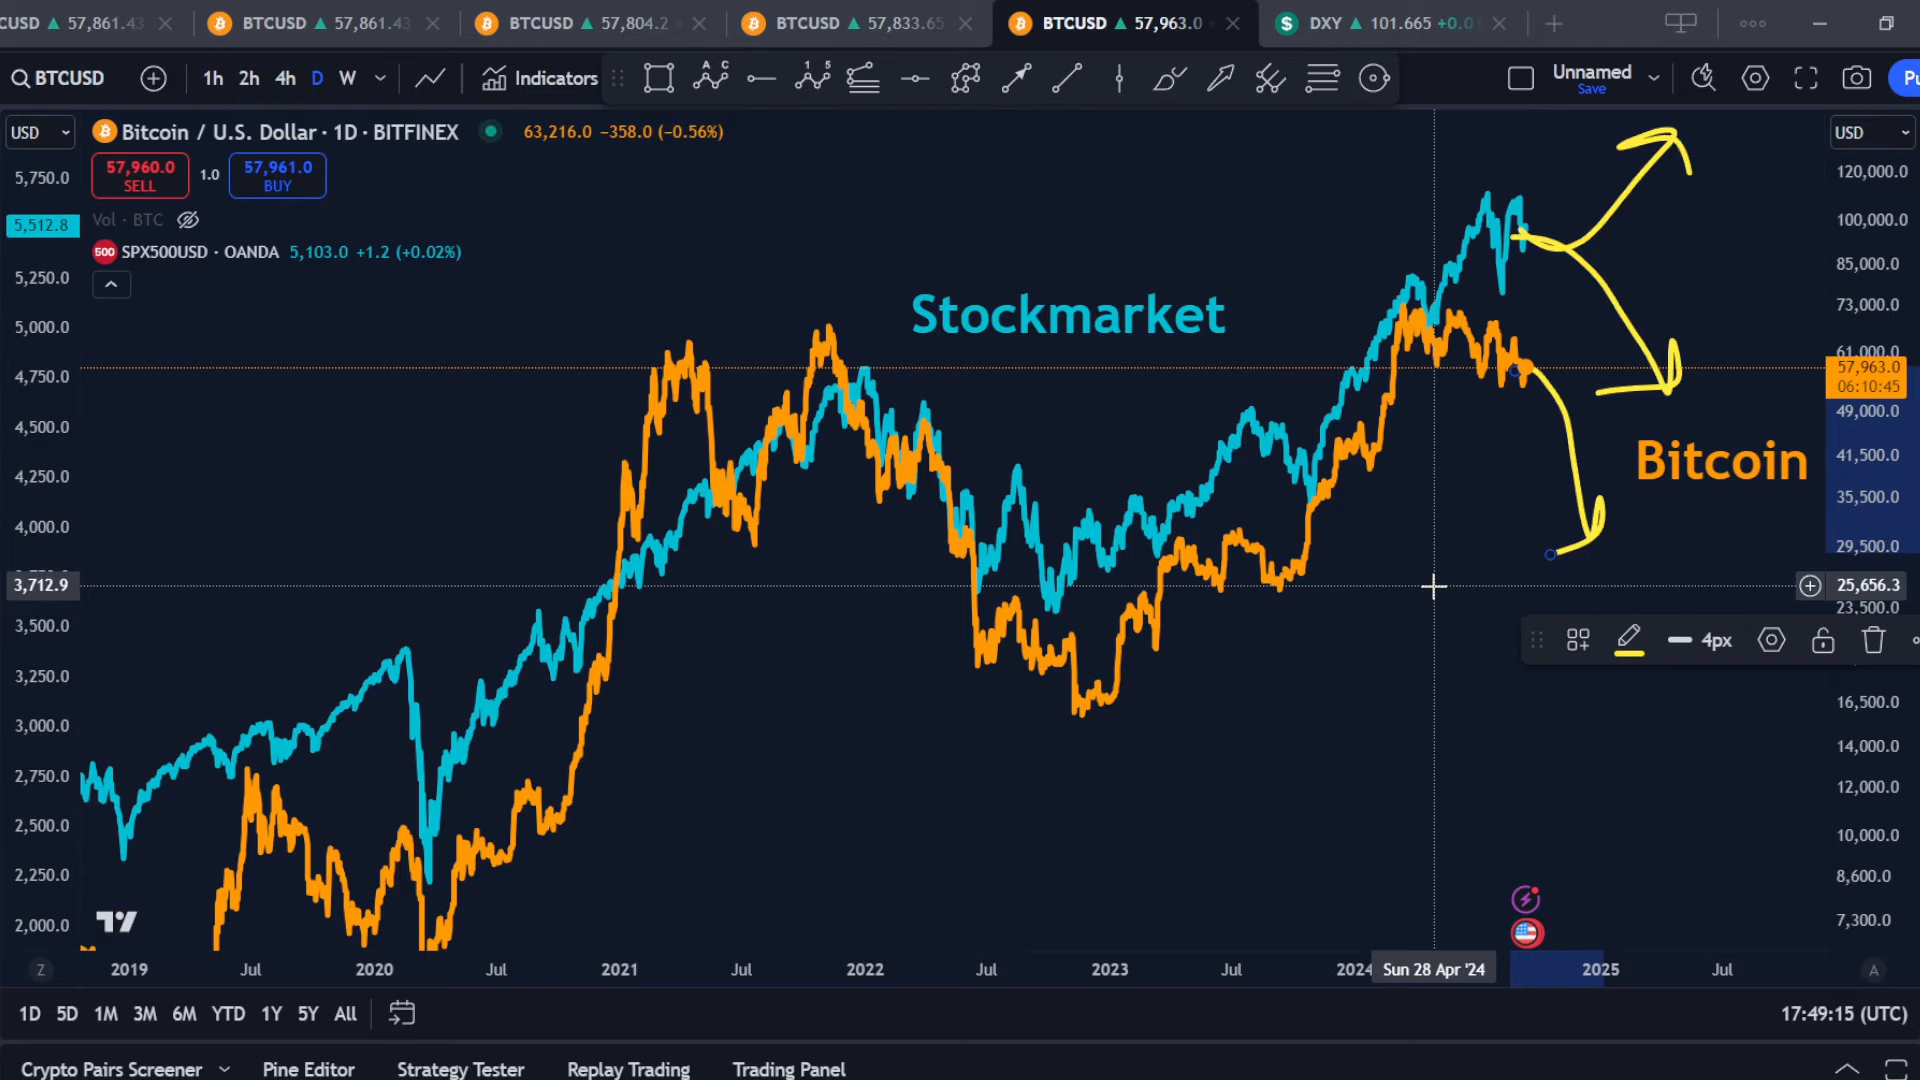 CUSD 57,861.43
BTCUSD 57,861.43
BTCUSD 57,804.2
BTCUSD 57,833.65
BTCUSD 57,963.0
DXY 101.665 +0.0
BTCUSD 1h 2h 4h D W Indicators
Unnamed
Save
Pu
USD
Bitcoin / U.S. Dollar · 1D · BITFINEX 63,216.0 −358.0 (−0.56%)
USD
57,960.0
SELL
1.0
57,961.0
BUY
Vol · BTC
500 SPX500USD · OANDA 5,103.0 +1.2 (+0.02%)
5,750.0
5,512.8
5,250.0
5,000.0
4,750.0
4,500.0
4,250.0
4,000.0
3,712.9
3,500.0
3,250.0
3,000.0
2,750.0
2,500.0
2,250.0
2,000.0
Stockmarket
Bitcoin
120,000.0
100,000.0
85,000.0
73,000.0
61,000.0
57,963.0
06:10:45
49,000.0
41,500.0
35,500.0
29,500.0
25,656.3
23,500.0
4px
16,500.0
14,000.0
12,000.0
10,000.0
8,600.0
7,300.0
Z 2019 Jul 2020 Jul 2021 Jul 2022 Jul 2023 Jul 2024 Sun 28 Apr '24 2025 Jul A
1D 5D 1M 3M 6M YTD 1Y 5Y All
17:49:15 (UTC)
Crypto Pairs Screener Pine Editor Strategy Tester Replay Trading Trading Panel